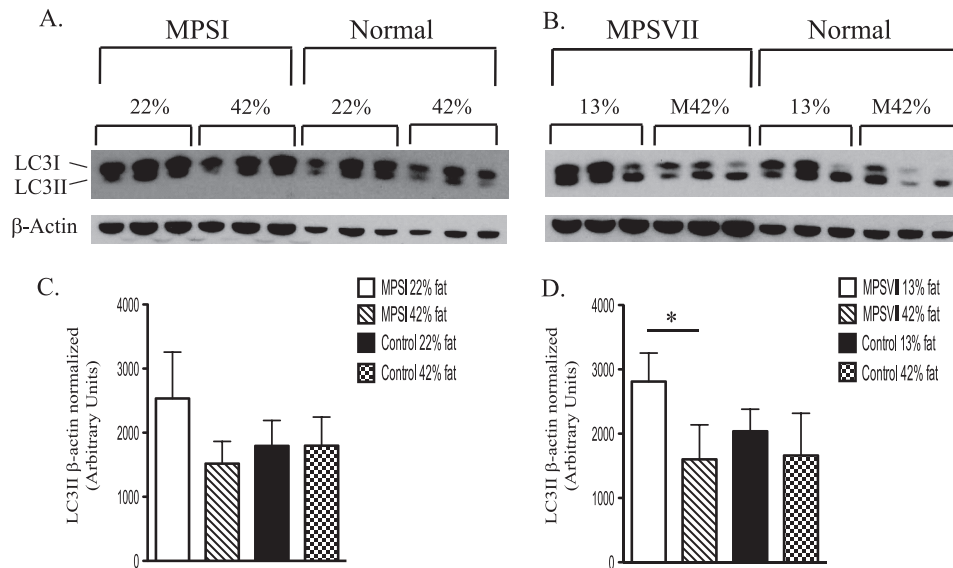 A.
MPSI Normal
22% 42% 22% 42%
LC3I
LC3II
β-Actin
B.
MPSVII Normal
13% M42% 13% M42%
C.
LC3II β-actin normalized
(Arbitrary Units)
4000
3000
2000
1000
0
MPSI 22% fat
MPSI 42% fat
Control 22% fat
Control 42% fat
D.
LC3II β-actin normalized
(Arbitrary Units)
4000
3000
2000
1000
0
*
MPSVII 13% fat
MPSVII 42% fat
Control 13% fat
Control 42% fat